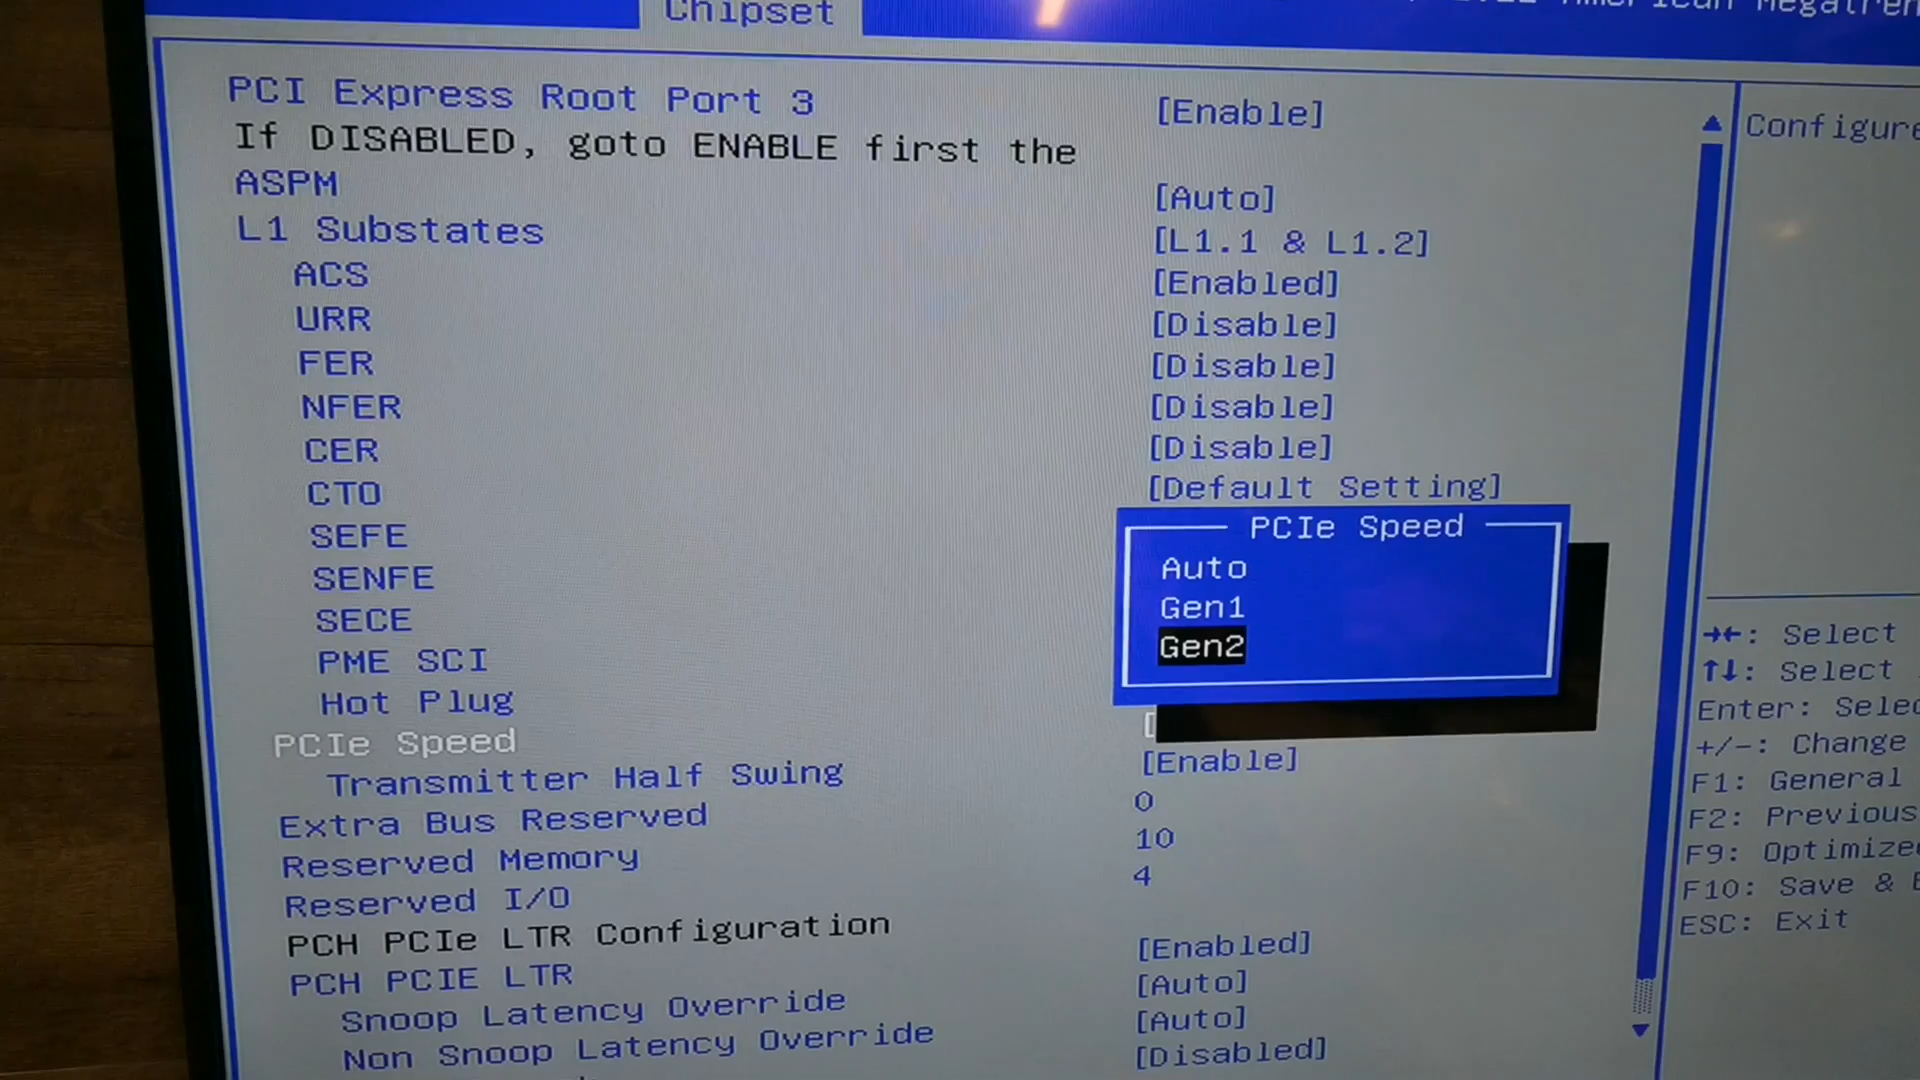 Chipset
American
PCI Express Root Port 3 [Enable]
If DISABLED, goto ENABLE first the
ASPM [Auto]
L1 Substates [L1.1 & L1.2]
ACS [Enabled]
URR [Disable]
FER [Disable]
NFER [Disable]
CER [Disable]
CTO [Default Setting]
SEFE
SENFE
SECE
PME SCI
Hot Plug
PCIe Speed [
Transmitter Half Swing [Enable]
Extra Bus Reserved 0
Reserved Memory 10
Reserved I/O 4
PCH PCIe LTR Configuration
PCH PCIE LTR [Enabled]
Snoop Latency Override [Auto]
Non Snoop Latency Override [Auto]
[Disabled]
PCIe Speed
Auto
Gen1
Gen2
Configure
→←: Select
↑↓: Select
Enter: Selec
+/-: Change
F1: General
F2: Previous
F9: Optimize
F10: Save &
ESC: Exit